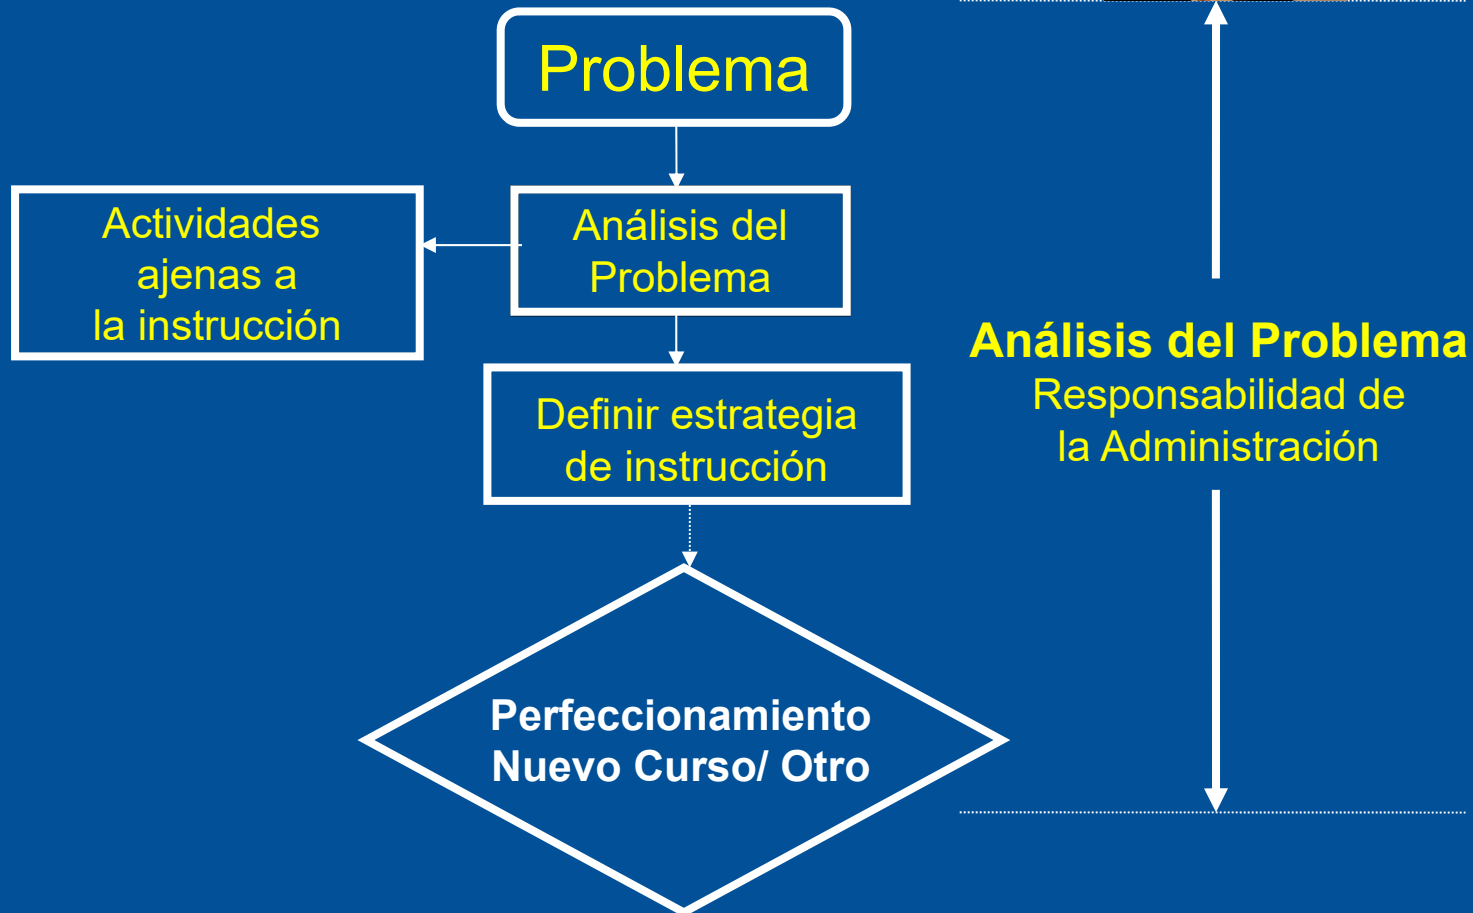 Problema
Actividades
ajenas a
la instrucción
Análisis del
Problema
Definir estrategia
de instrucción
Perfeccionamiento
Nuevo Curso/ Otro
Análisis del Problema
Responsabilidad de
la Administración